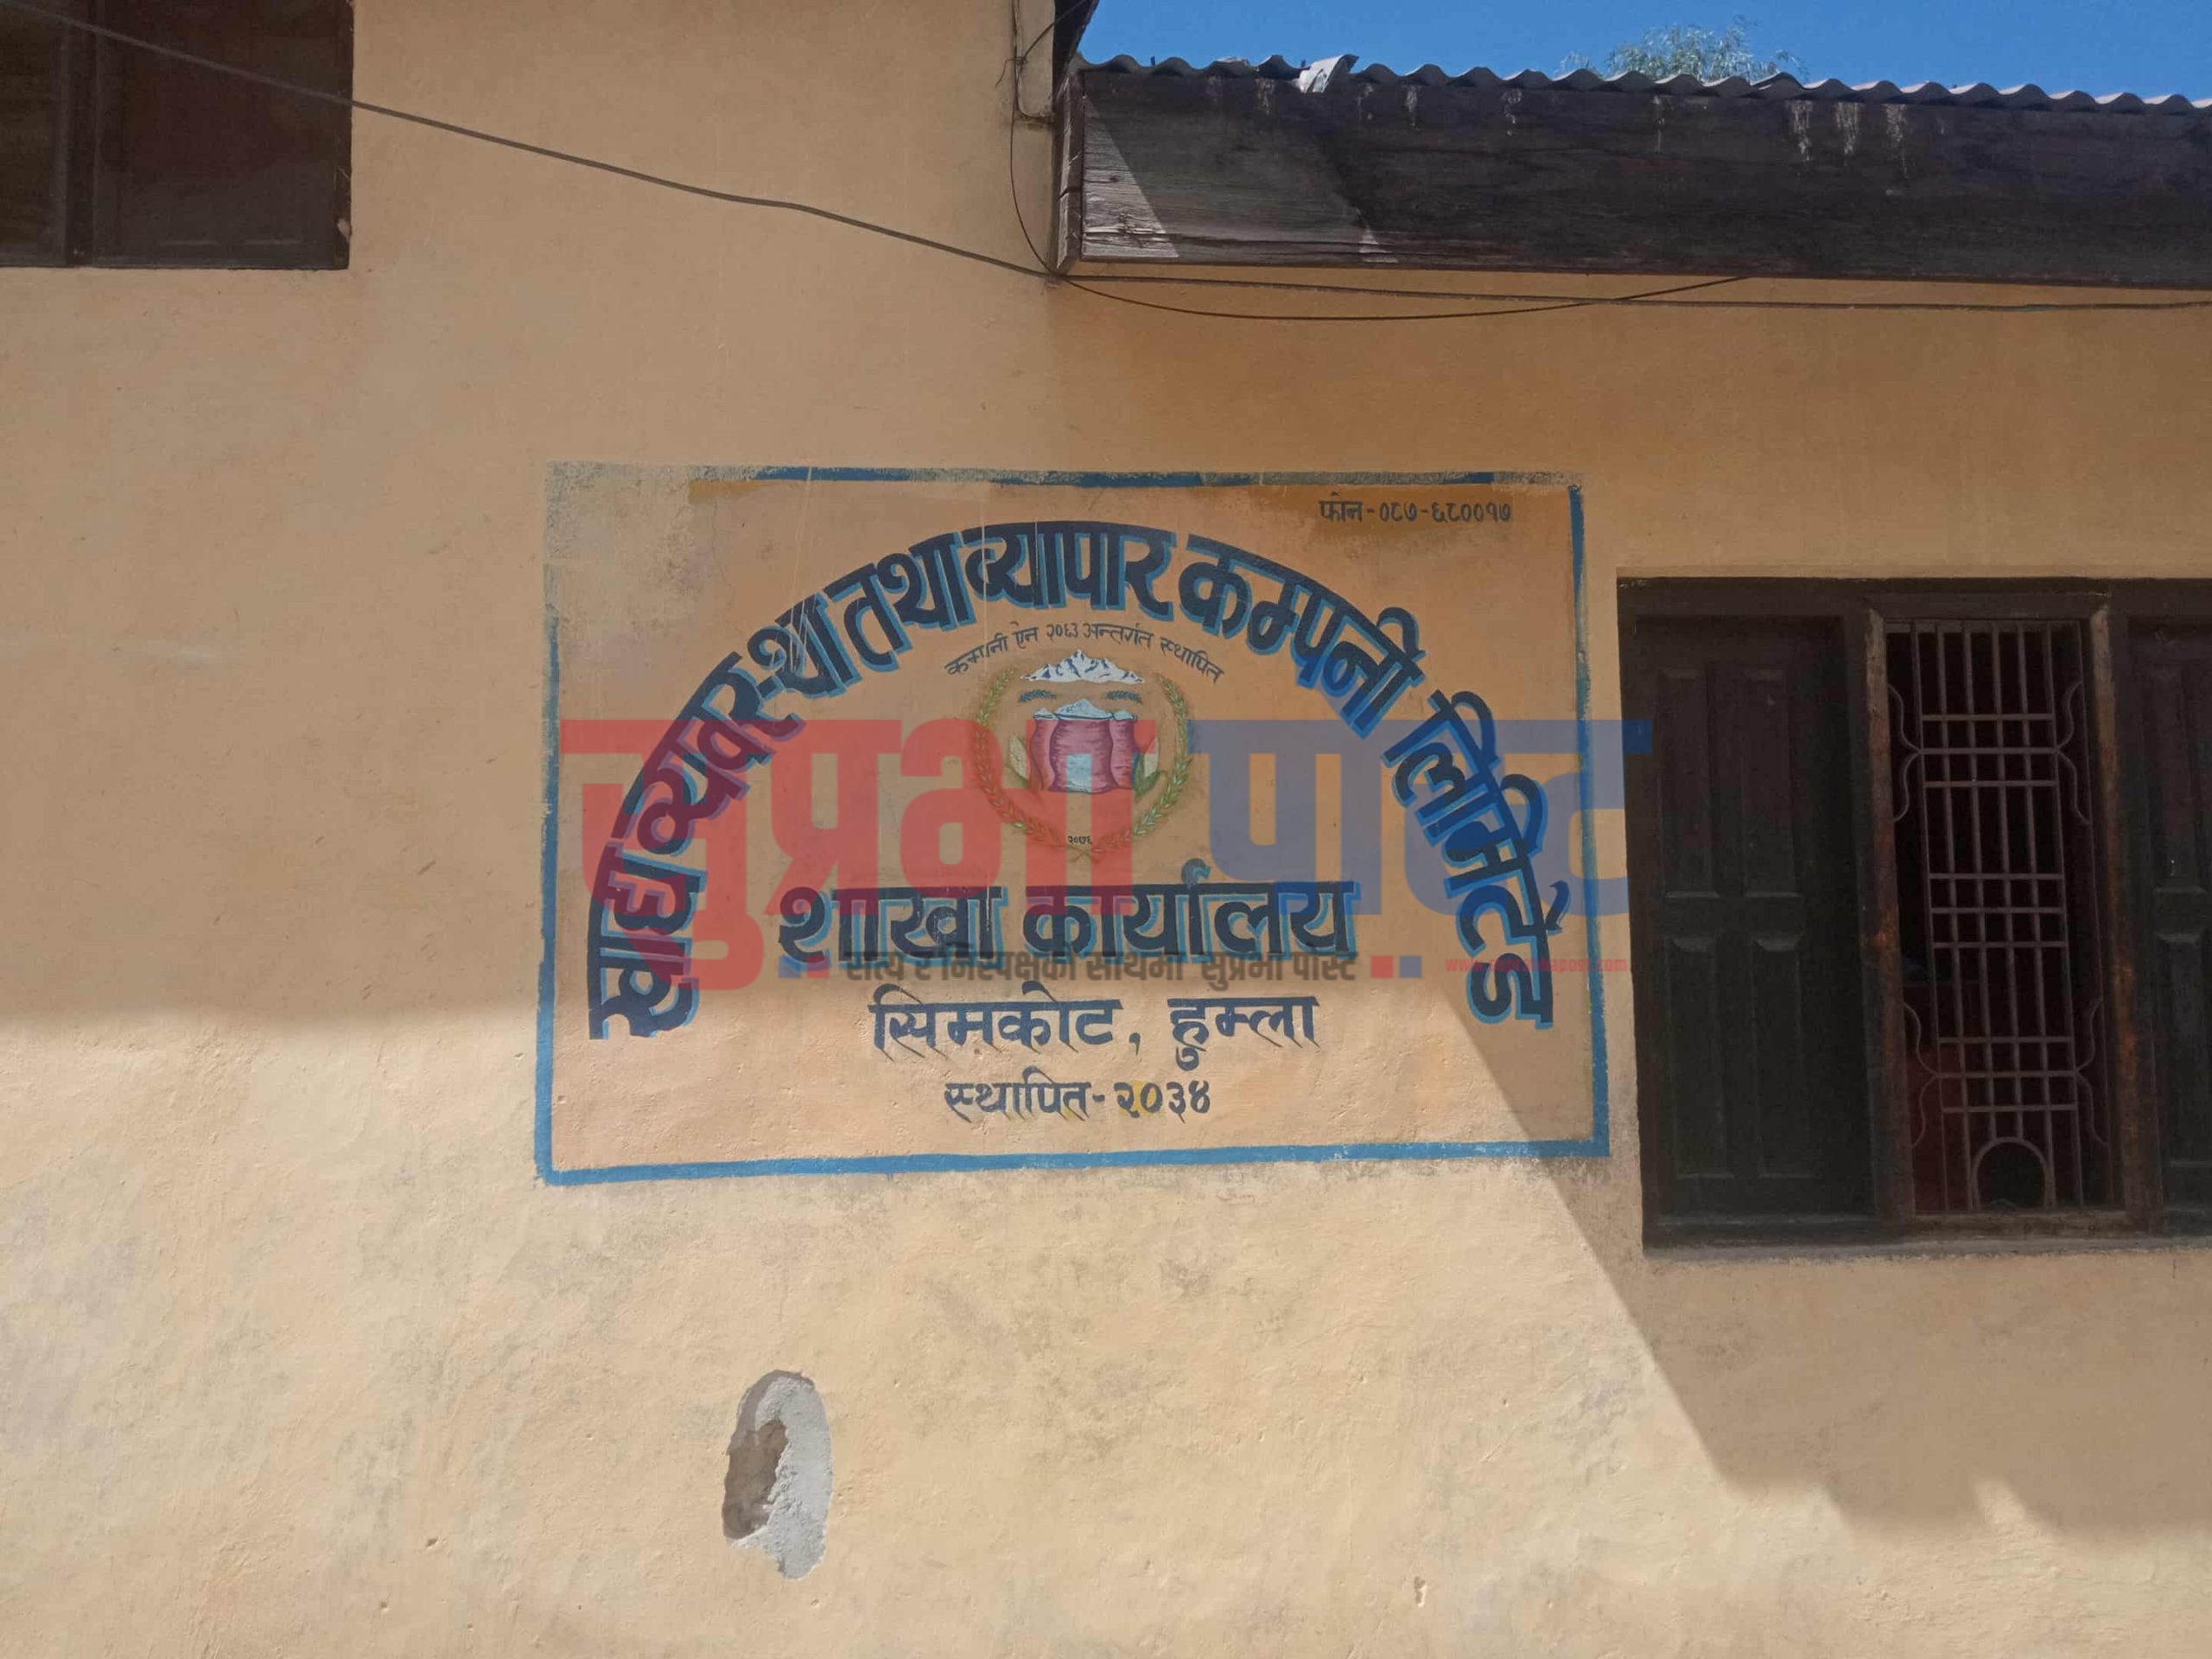 फोन-०८७-६८००१७
खाद्य व्यवस्था तथा व्यापार कम्पनी लिमिटेड
कम्पनी ऐन २०६३ अन्तर्गत स्थापित
२०७६
सुप्रभा पोस्ट
शाखा कार्यालय
सत्य र निस्पक्षको साथमा सुप्रभा पोस्ट
सिमकोट, हुम्ला
स्थापित-२०३४